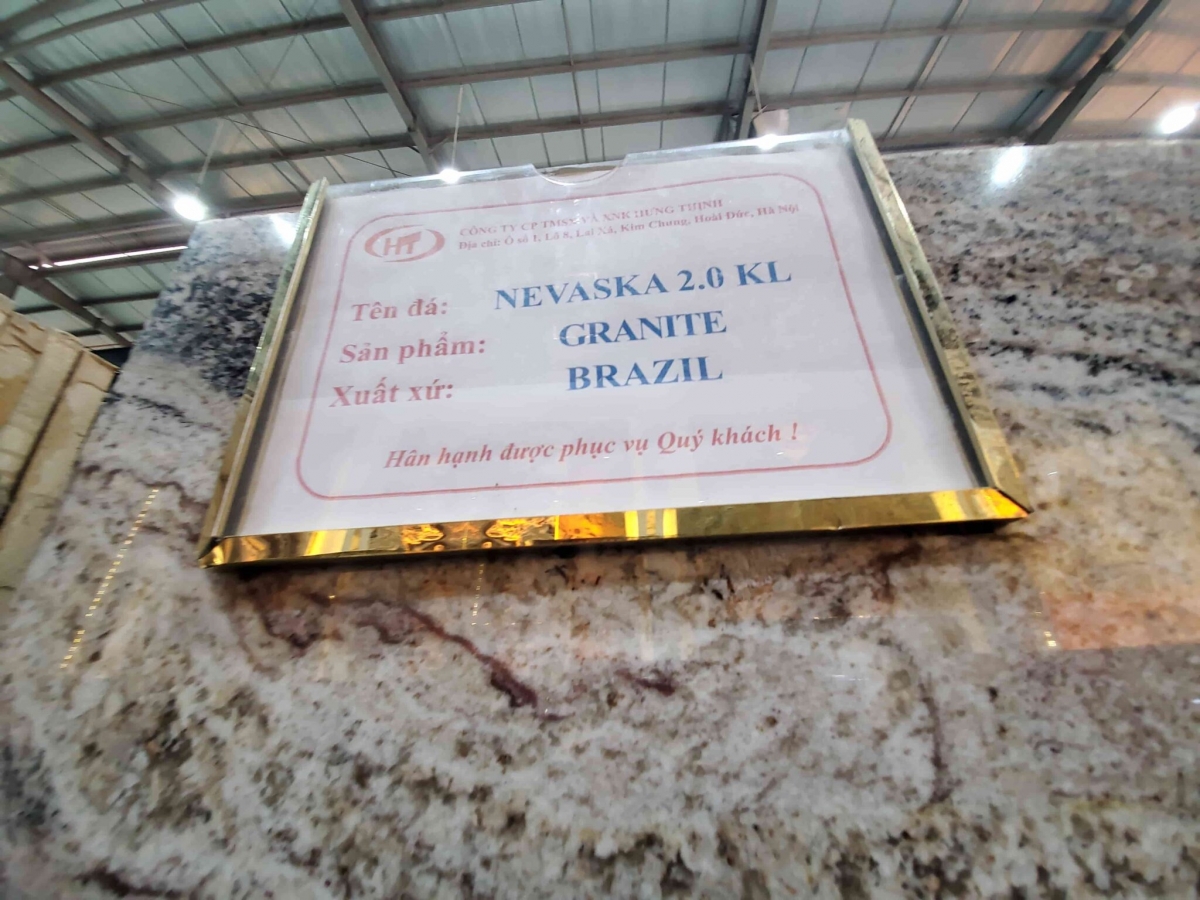 HT
CÔNG TY CP TMSX VÀ XNK HƯNG THỊNH
Địa chỉ: Ô số 1, Lô 8, Lai Xá, Kim Chung, Hoài Đức, Hà Nội
Tên đá: NEVASKA 2.0 KL
Sản phẩm: GRANITE
Xuất xứ: BRAZIL
Hân hạnh được phục vụ Quý khách !